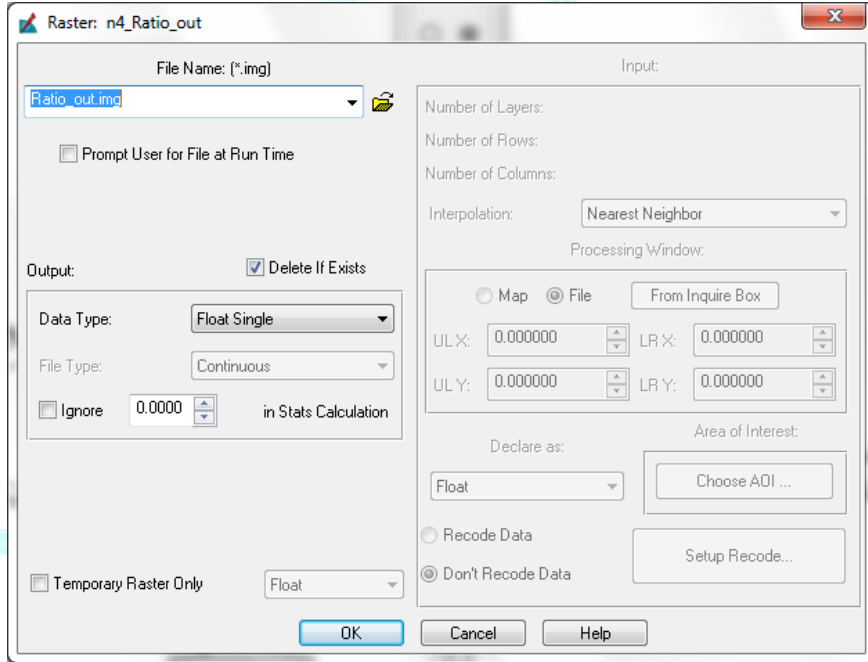 Raster: n4_Ratio_out
File Name: (*.img)
Ratio_out.img
Prompt User for File at Run Time
Output:
Delete If Exists
Data Type:
Float Single
File Type:
Continuous
Ignore
0.0000
in Stats Calculation
Temporary Raster Only
Float
Input:
Number of Layers:
Number of Rows:
Number of Columns:
Interpolation:
Nearest Neighbor
Processing Window:
Map
File
From Inquire Box
UL X:
0.000000
LR X:
0.000000
UL Y:
0.000000
LR Y:
0.000000
Declare as:
Float
Area of Interest:
Choose AOI ...
Recode Data
Don't Recode Data
Setup Recode...
OK
Cancel
Help